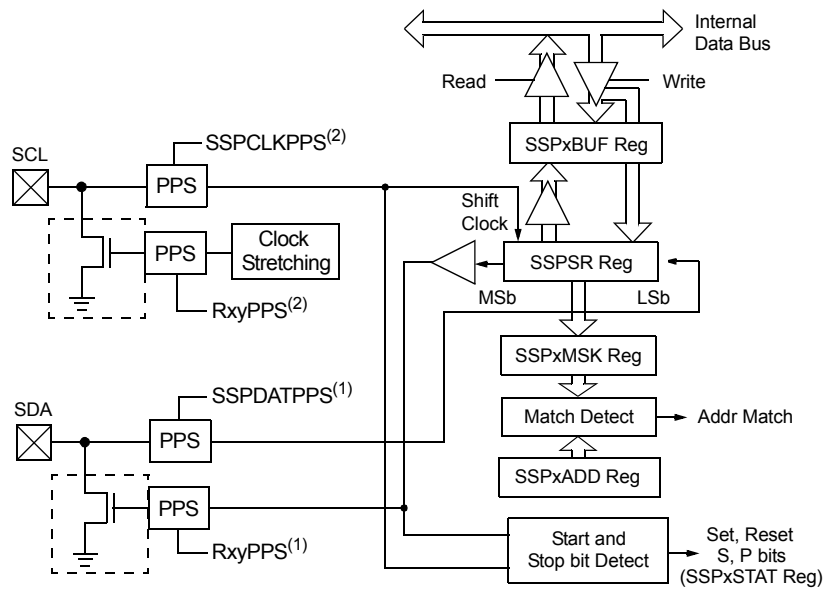 Internal
Data Bus
Read
Write
SSPCLKPPS(2)
SSPxBUF Reg
SCL
PPS
Shift
Clock
PPS
Clock
Stretching
SSPSR Reg
MSb
LSb
RxyPPS(2)
SSPxMSK Reg
SSPDATPPS(1)
SDA
PPS
Match Detect
Addr Match
SSPxADD Reg
PPS
RxyPPS(1)
Start and
Stop bit Detect
Set, Reset
S, P bits
(SSPxSTAT Reg)